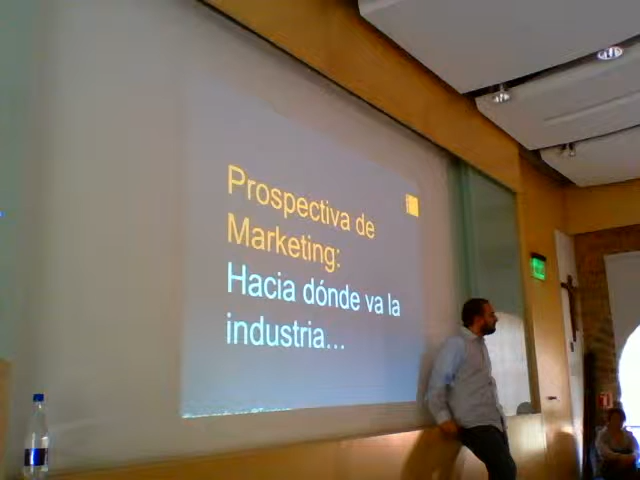 Prospectiva de
Marketing:
Hacia dónde va la
industria...